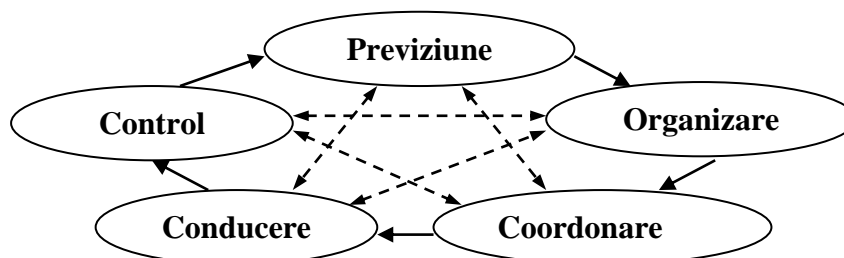 Previziune
Control
Organizare
Conducere
Coordonare